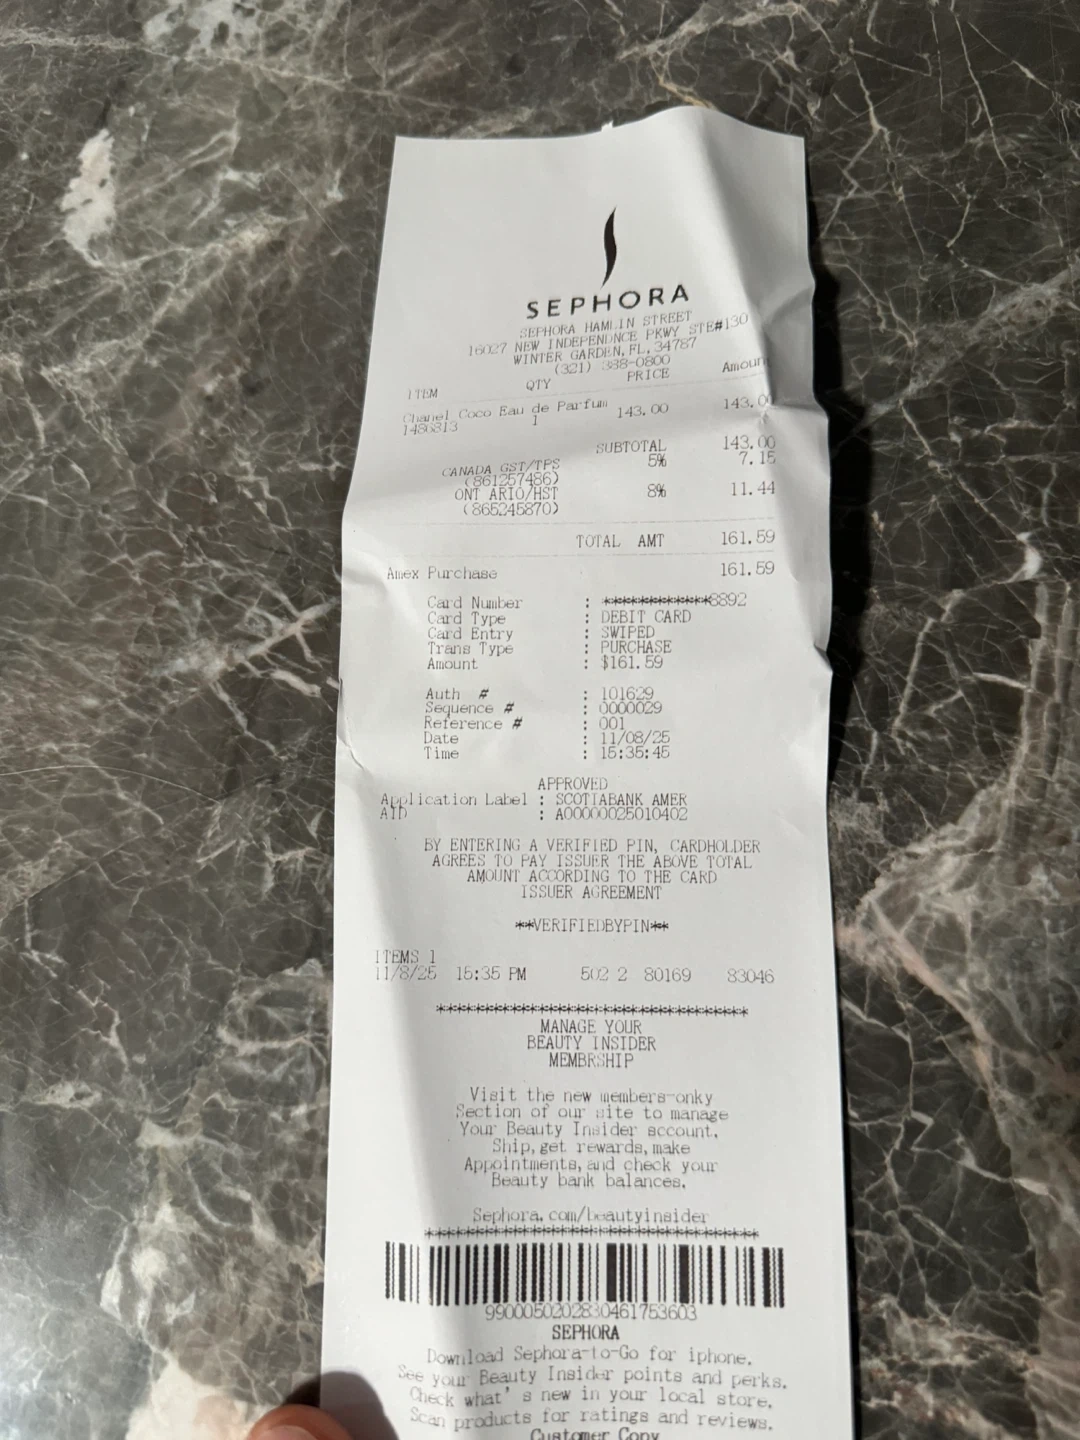 SEPHORA
SEPHORA HAMLIN STREET
16027 NEW INDEPENDNCE PKWY STE#130
WINTER GARDEN, FL, 34787
(321) 338-0800
ITEM QTY PRICE Amount
Chanel Coco Eau de Parfum 143.00 143.00
1486813 1
SUBTOTAL 143.00
CANADA GST/TPS 5% 7.15
(861257486)
ONT ARIO/HST 8% 11.44
(865245870)
TOTAL AMT 161.59
Amex Purchase 161.59
Card Number : ************8892
Card Type : DEBIT CARD
Card Entry : SWIPED
Trans Type : PURCHASE
Amount : $161.59
Auth # : 101629
Sequence # : 0000029
Reference # : 001
Date : 11/08/25
Time : 15:35:45
APPROVED
Application Label : SCOTIABANK AMER
AID : A00000025010402
BY ENTERING A VERIFIED PIN, CARDHOLDER
AGREES TO PAY ISSUER THE ABOVE TOTAL
AMOUNT ACCORDING TO THE CARD
ISSUER AGREEMENT
**VERIFIEDBYPIN**
ITEMS 1
11/8/25 15:35 PM 502 2 80169 83046
**********************************
MANAGE YOUR
BEAUTY INSIDER
MEMBRSHIP
Visit the new members-onky
Section of our site to manage
Your Beauty Insider sccount.
Ship, get rewards, make
Appointments, and check your
Beauty bank balances.
Sephora.com/beautyinsider
**********************************
9900050202830461753603
SEPHORA
Download Sephora-to-Go for iphone.
See your Beauty Insider points and perks.
Check what's new in your local store.
Scan products for ratings and reviews.
Customer Copy